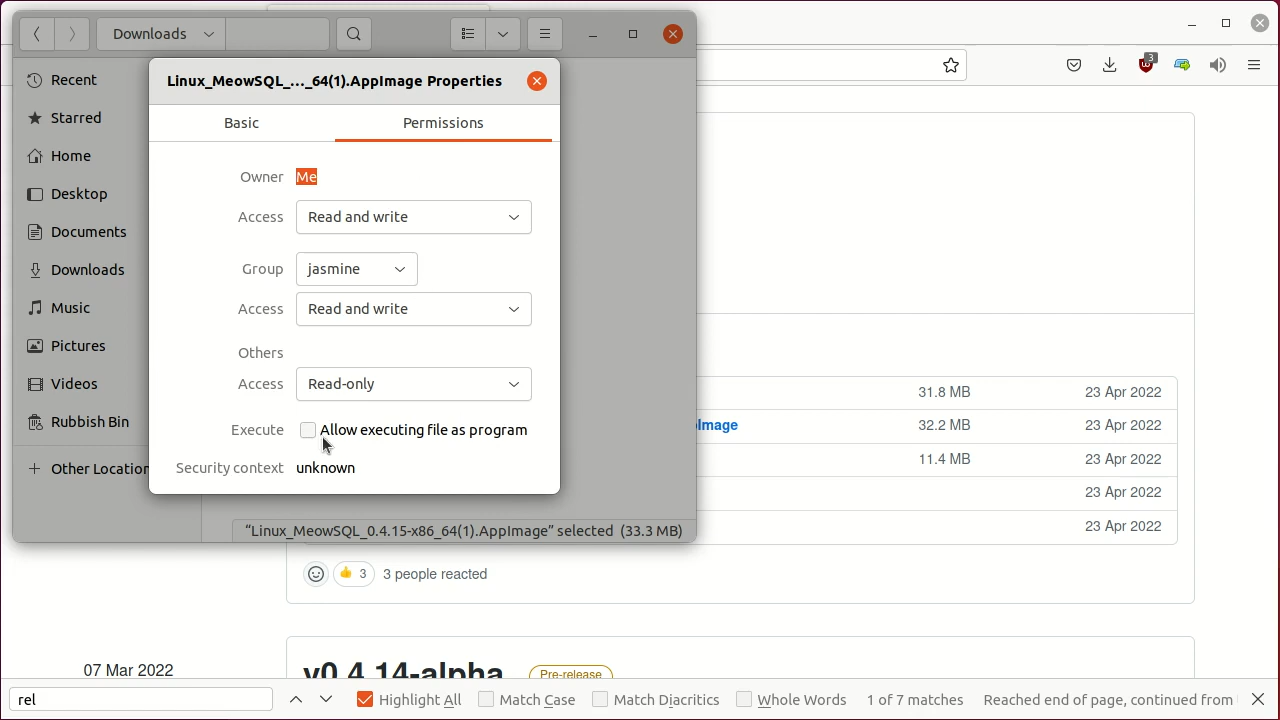 Downloads
Recent
Starred
Home
Desktop
Documents
Downloads
Music
Pictures
Videos
Rubbish Bin
Other Location
Linux_MeowSQL_..._64(1).AppImage Properties
Basic
Permissions
Owner Me
Access Read and write
Group jasmine
Access Read and write
Others
Access Read-only
Execute Allow executing file as program
Security context unknown
"Linux_MeowSQL_0.4.15-x86_64(1).AppImage" selected (33.3 MB)
3
31.8 MB 23 Apr 2022
Image 32.2 MB 23 Apr 2022
11.4 MB 23 Apr 2022
23 Apr 2022
23 Apr 2022
3 3 people reacted
07 Mar 2022
v0.4.14-alpha Pre-release
rel Highlight All Match Case Match Diacritics Whole Words 1 of 7 matches Reached end of page, continued from